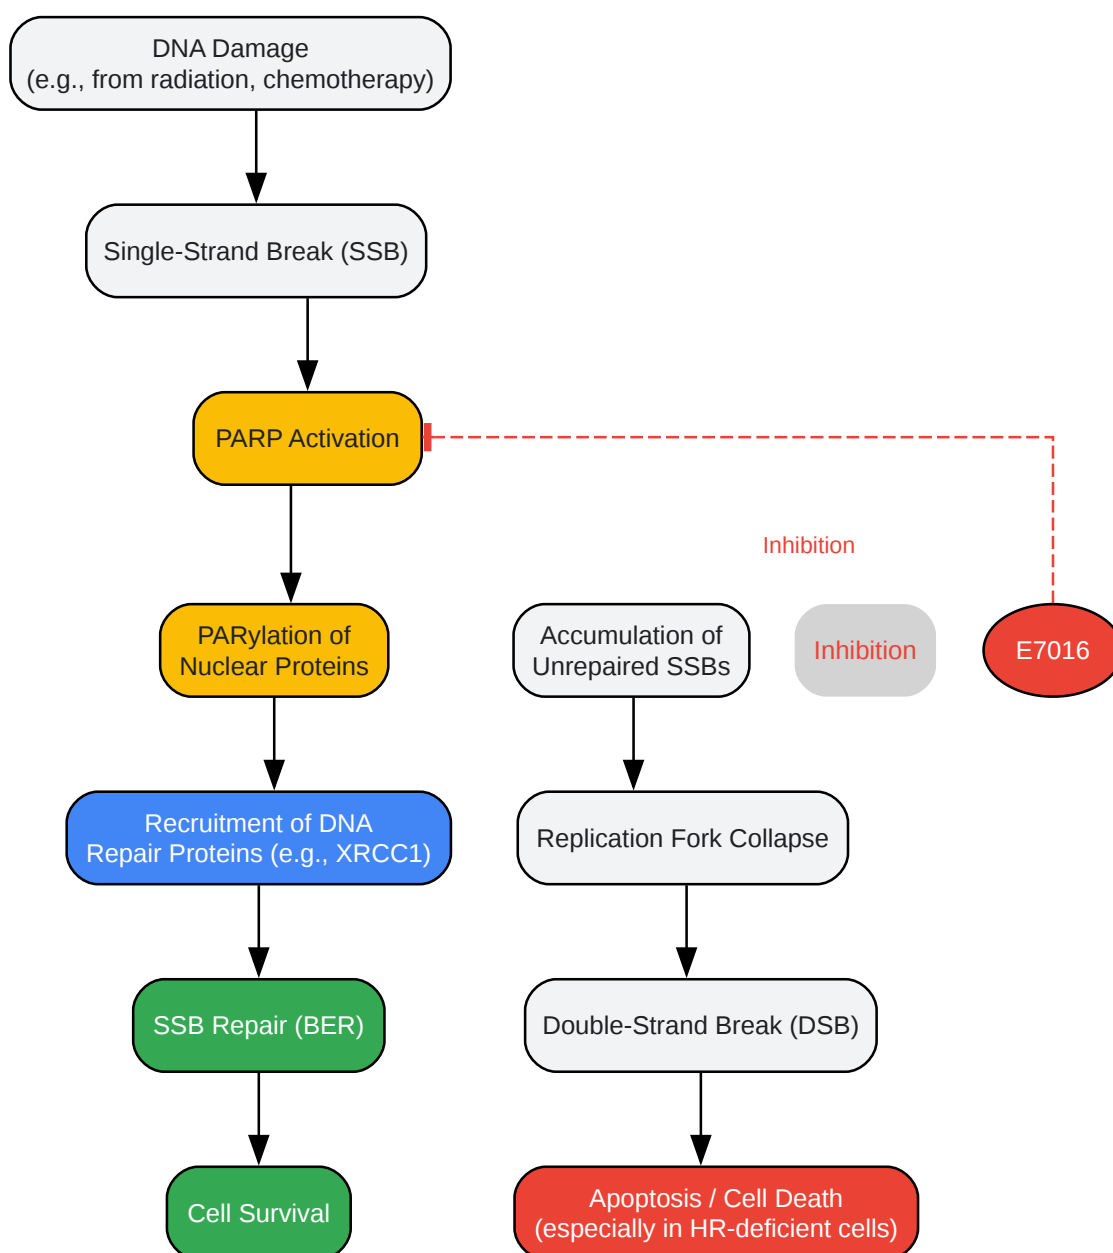 DNA Damage
(e.g., from radiation, chemotherapy)
Single-Strand Break (SSB)
PARP Activation
Inhibition
PARylation of
Nuclear Proteins
Accumulation of
Unrepaired SSBs
Inhibition
E7016
Recruitment of DNA
Repair Proteins (e.g., XRCC1)
Replication Fork Collapse
SSB Repair (BER)
Double-Strand Break (DSB)
Cell Survival
Apoptosis / Cell Death
(especially in HR-deficient cells)